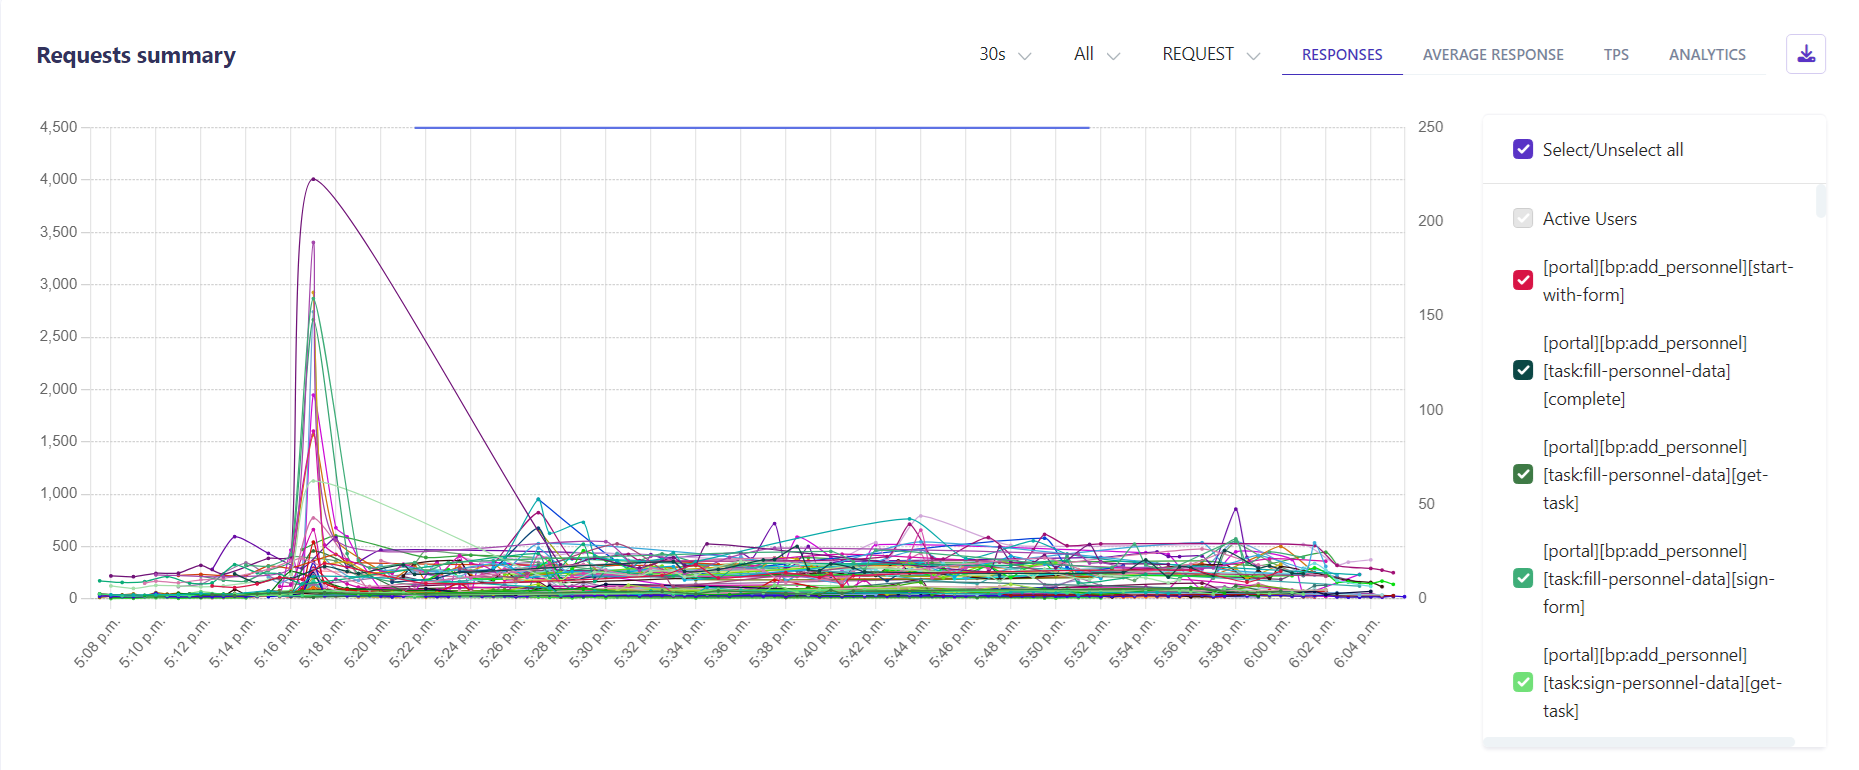 Requests summary
30s
All
REQUEST
RESPONSES
AVERAGE RESPONSE
TPS
ANALYTICS
4,500
4,000
3,500
3,000
2,500
2,000
1,500
1,000
500
0
250
200
150
100
50
0
5:08 p.m.
5:10 p.m.
5:12 p.m.
5:14 p.m.
5:16 p.m.
5:18 p.m.
5:20 p.m.
5:22 p.m.
5:24 p.m.
5:26 p.m.
5:28 p.m.
5:30 p.m.
5:32 p.m.
5:34 p.m.
5:36 p.m.
5:38 p.m.
5:40 p.m.
5:42 p.m.
5:44 p.m.
5:46 p.m.
5:48 p.m.
5:50 p.m.
5:52 p.m.
5:54 p.m.
5:56 p.m.
5:58 p.m.
6:00 p.m.
6:02 p.m.
6:04 p.m.
Select/Unselect all
Active Users
[portal][bp:add_personnel][start-
with-form]
[portal][bp:add_personnel]
[task:fill-personnel-data]
[complete]
[portal][bp:add_personnel]
[task:fill-personnel-data][get-
task]
[portal][bp:add_personnel]
[task:fill-personnel-data][sign-
form]
[portal][bp:add_personnel]
[task:sign-personnel-data][get-
task]